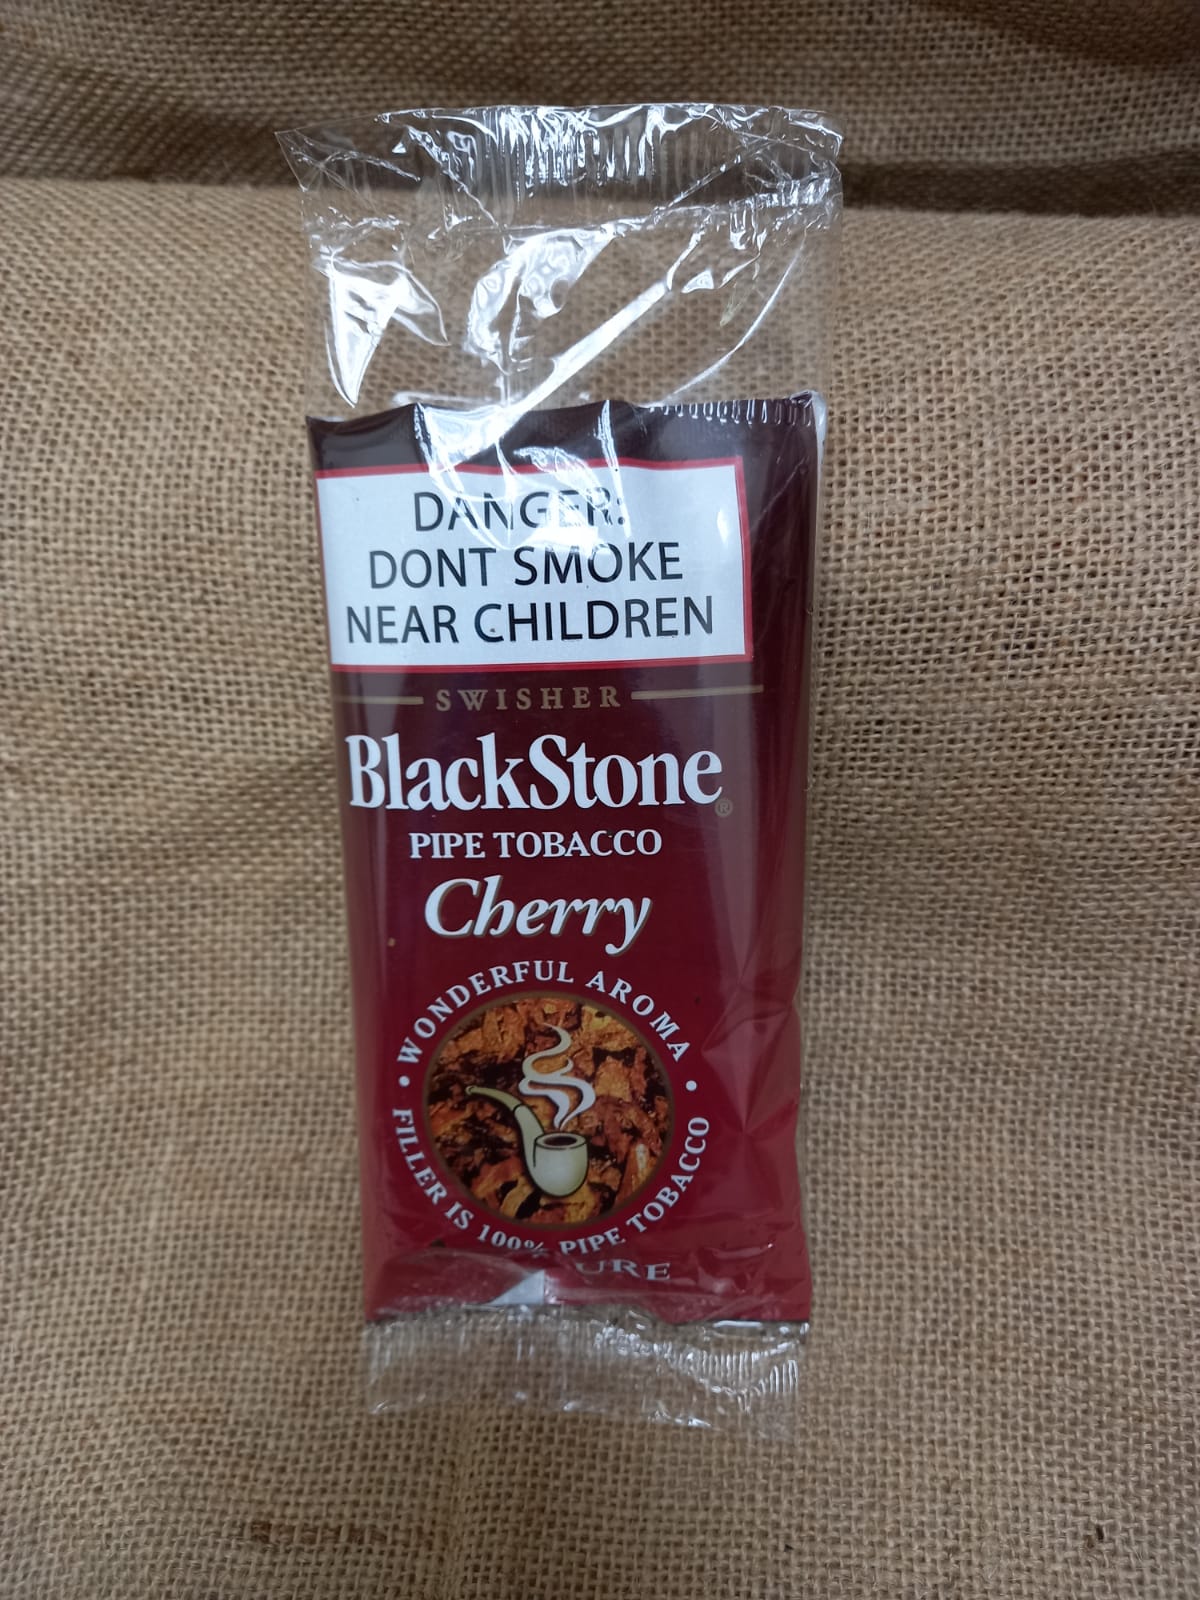 DANGER:
DONT SMOKE
NEAR CHILDREN
SWISHER
BlackStone®
PIPE TOBACCO
Cherry
• WONDERFUL AROMA •
FILLER IS 100% PIPE TOBACCO